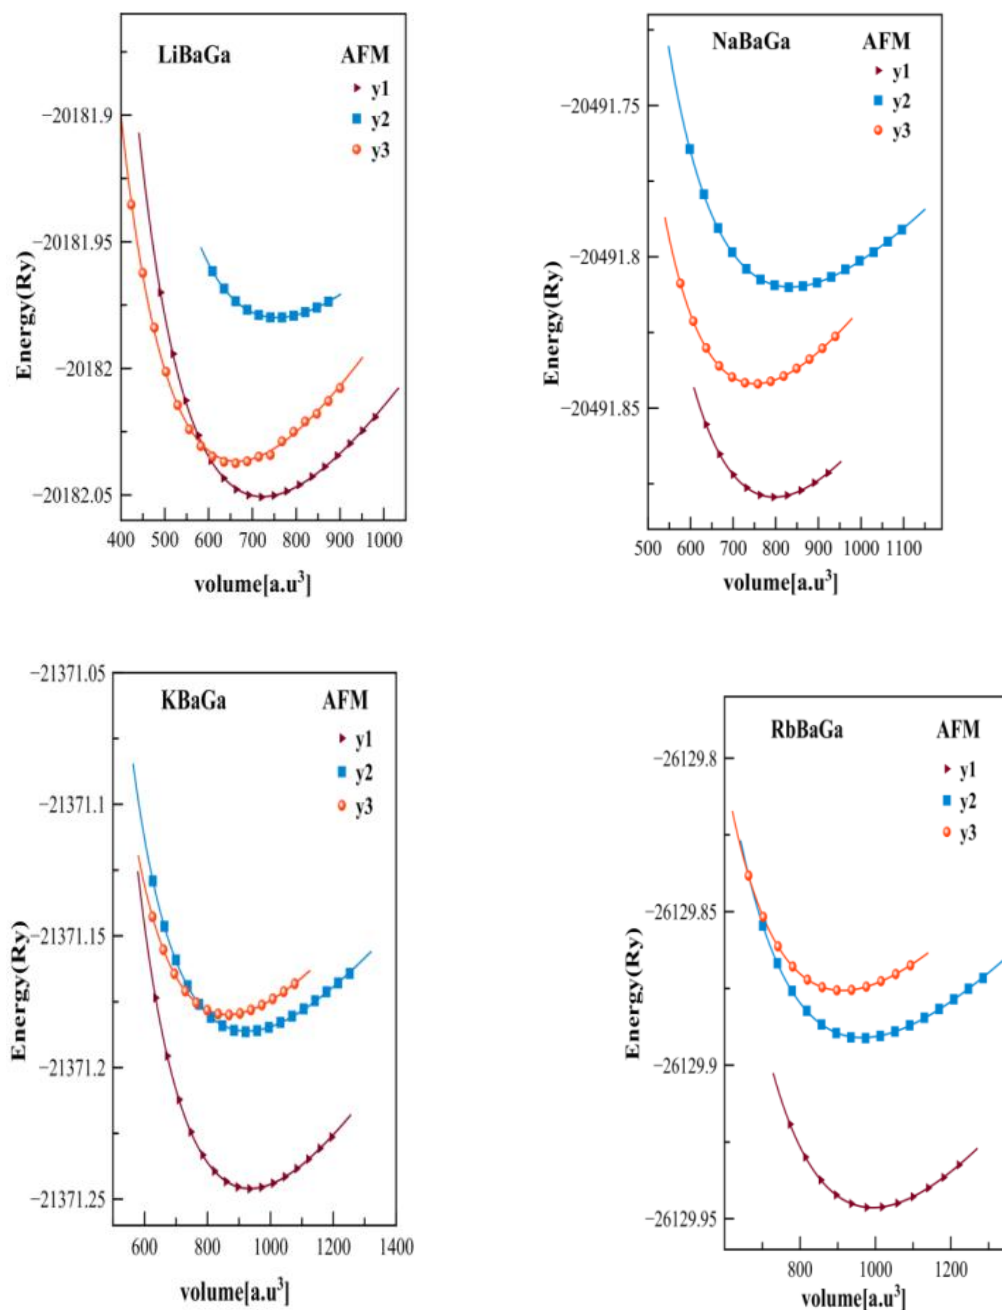 LiBaGa AFM
y1
y2
y3
−20181.9
−20181.95
−20182
−20182.05
Energy(Ry)
400 500 600 700 800 900 1000
volume[a.u³]
NaBaGa AFM
y1
y2
y3
−20491.75
−20491.8
−20491.85
Energy(Ry)
500 600 700 800 900 1000 1100
volume[a.u³]
KBaGa AFM
y1
y2
y3
−21371.05
−21371.1
−21371.15
−21371.2
−21371.25
Energy(Ry)
600 800 1000 1200 1400
volume[a.u³]
RbBaGa AFM
y1
y2
y3
−26129.8
−26129.85
−26129.9
−26129.95
Energy(Ry)
800 1000 1200
volume[a.u³]